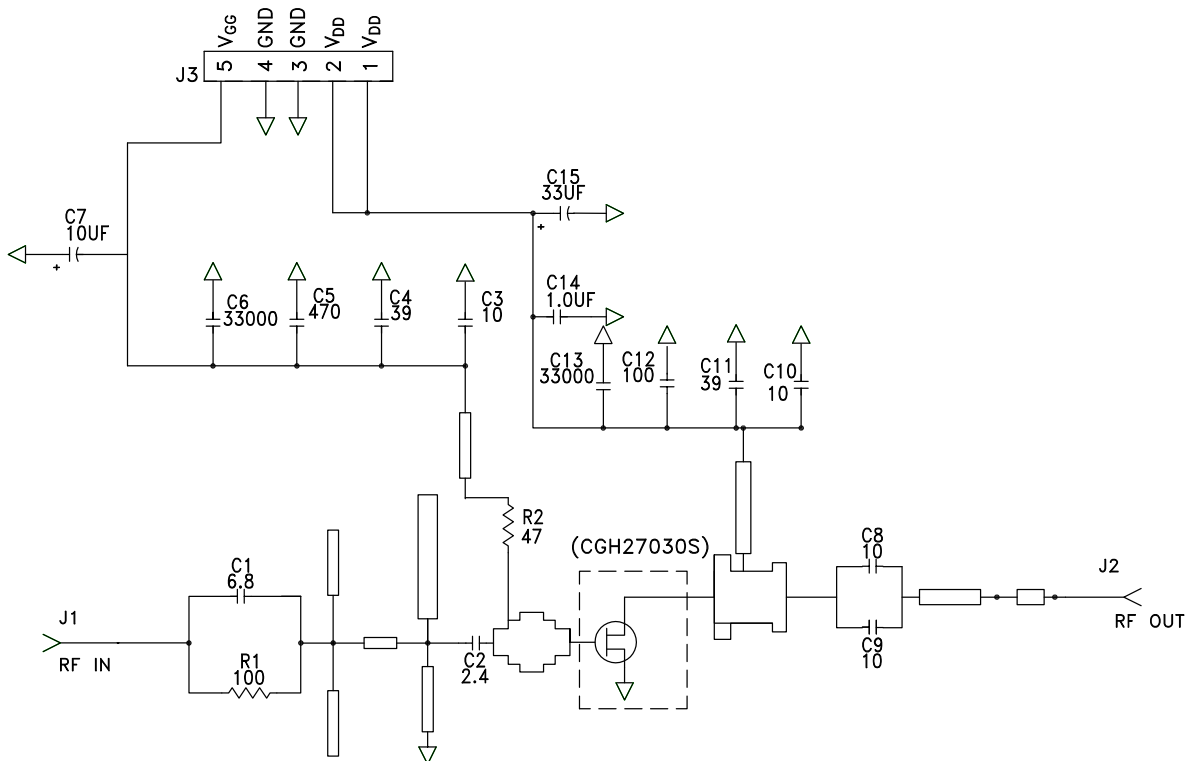 VGG
GND
GND
VDD
VDD
J3
5
4
3
2
1
C15
33UF
+
C7
10UF
+
C6
33000
C5
470
C4
39
C3
10
C14
1.0UF
C13
33000
C12
100
C11
39
C10
10
R2
47
(CGH27030S)
C8
10
C9
10
J2
RF OUT
C1
6.8
J1
RF IN
R1
100
C2
2.4